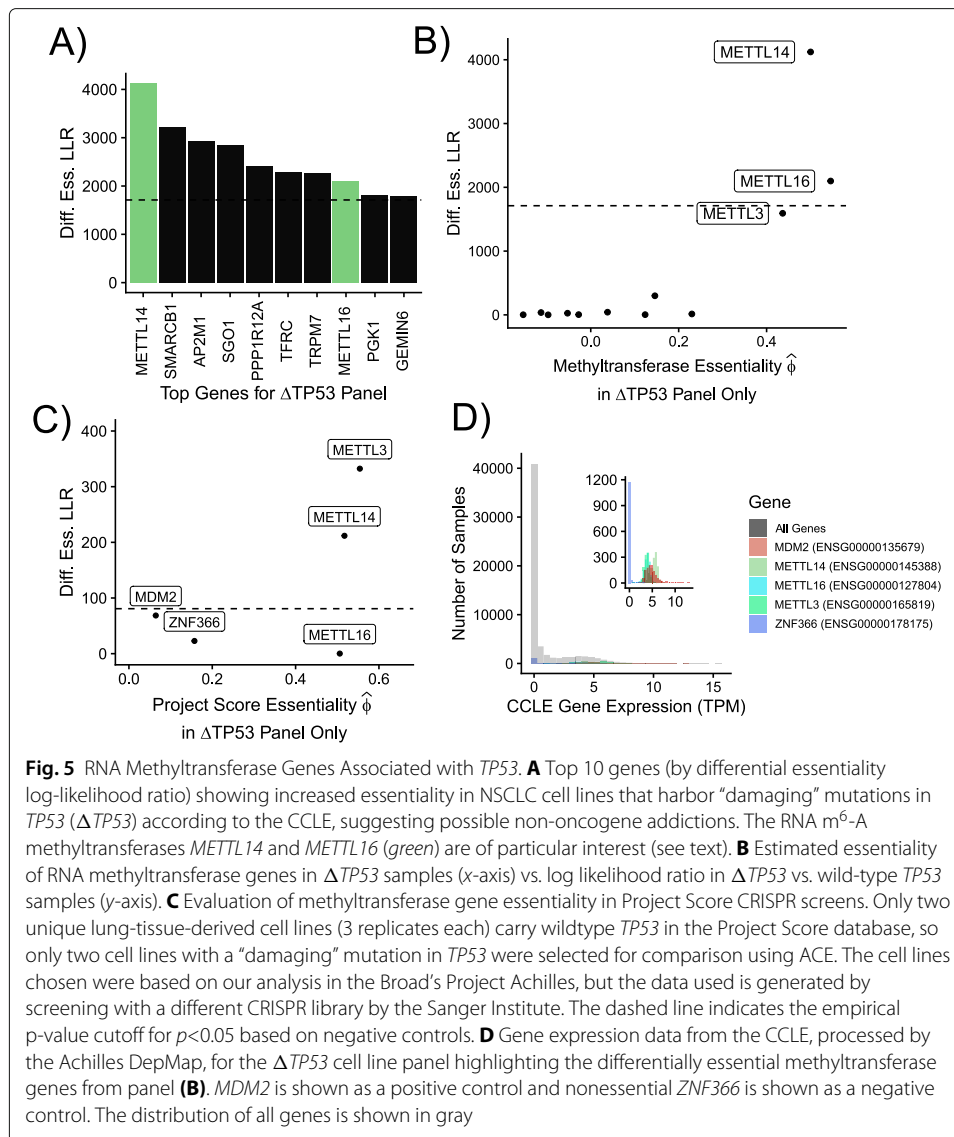 A)
4000
3000
2000
1000
0
Diff. Ess. LLR
METTL14
SMARCB1
AP2M1
SGO1
PPP1R12A
TFRC
TRPM7
METTL16
PGK1
GEMIN6
Top Genes for ΔTP53 Panel
B)
4000
3000
2000
1000
0
Diff. Ess. LLR
METTL14
METTL16
METTL3
0.0 0.2 0.4
Methyltransferase Essentiality φ̂
in ΔTP53 Panel Only
C)
400
300
200
100
0
Diff. Ess. LLR
METTL3
METTL14
MDM2
ZNF366
METTL16
0.0 0.2 0.4 0.6
Project Score Essentiality φ̂
in ΔTP53 Panel Only
D)
40000
30000
20000
10000
0
Number of Samples
1200
900
600
300
0
0 5 10
0 5 10 15
CCLE Gene Expression (TPM)
Gene
All Genes
MDM2 (ENSG00000135679)
METTL14 (ENSG00000145388)
METTL16 (ENSG00000127804)
METTL3 (ENSG00000165819)
ZNF366 (ENSG00000178175)
Fig. 5 RNA Methyltransferase Genes Associated with TP53. A Top 10 genes (by differential essentiality
log-likelihood ratio) showing increased essentiality in NSCLC cell lines that harbor “damaging” mutations in
TP53 (ΔTP53) according to the CCLE, suggesting possible non-oncogene addictions. The RNA m⁶-A
methyltransferases METTL14 and METTL16 (green) are of particular interest (see text). B Estimated essentiality
of RNA methyltransferase genes in ΔTP53 samples (x-axis) vs. log likelihood ratio in ΔTP53 vs. wild-type TP53
samples (y-axis). C Evaluation of methyltransferase gene essentiality in Project Score CRISPR screens. Only two
unique lung-tissue-derived cell lines (3 replicates each) carry wildtype TP53 in the Project Score database, so
only two cell lines with a “damaging” mutation in TP53 were selected for comparison using ACE. The cell lines
chosen were based on our analysis in the Broad’s Project Achilles, but the data used is generated by
screening with a different CRISPR library by the Sanger Institute. The dashed line indicates the empirical
p-value cutoff for p<0.05 based on negative controls. D Gene expression data from the CCLE, processed by
the Achilles DepMap, for the ΔTP53 cell line panel highlighting the differentially essential methyltransferase
genes from panel (B). MDM2 is shown as a positive control and nonessential ZNF366 is shown as a negative
control. The distribution of all genes is shown in gray